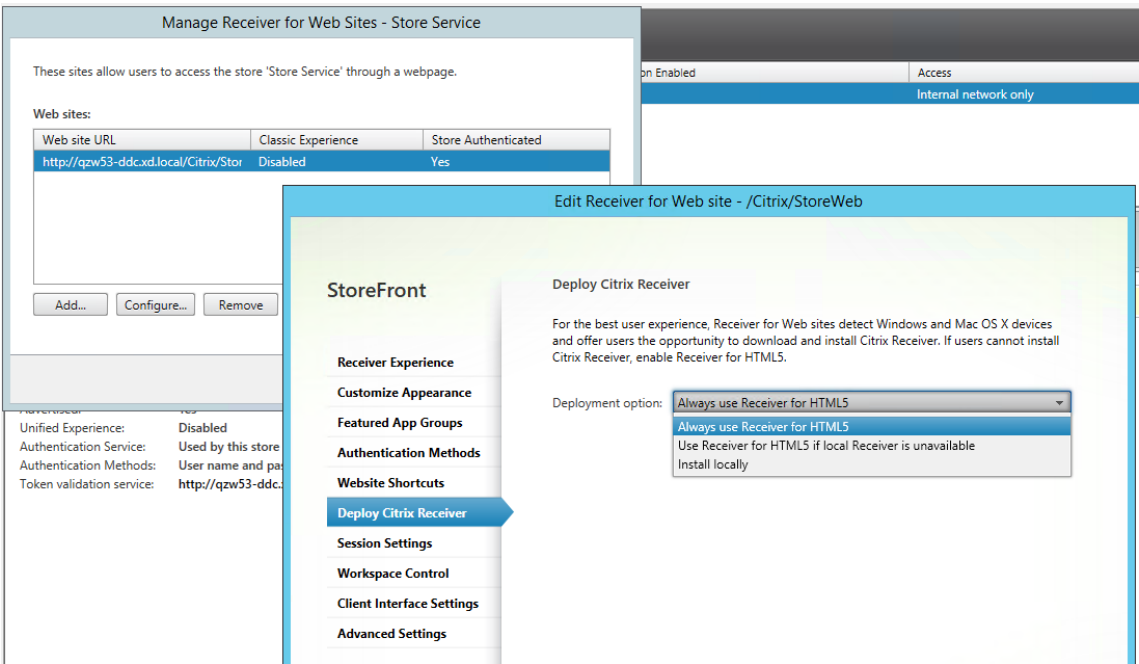 Manage Receiver for Web Sites - Store Service
These sites allow users to access the store 'Store Service' through a webpage.
Web sites:
Web site URL Classic Experience Store Authenticated
http://qzw53-ddc.xd.local/Citrix/Stor Disabled Yes
Add... Configure... Remove
on Enabled Access
Internal network only
Advertised: Yes
Unified Experience: Disabled
Authentication Service: Used by this store
Authentication Methods: User name and pa
Token validation service: http://qzw53-ddc.
Edit Receiver for Web site - /Citrix/StoreWeb
StoreFront
Receiver Experience
Customize Appearance
Featured App Groups
Authentication Methods
Website Shortcuts
Deploy Citrix Receiver
Session Settings
Workspace Control
Client Interface Settings
Advanced Settings
Deploy Citrix Receiver
For the best user experience, Receiver for Web sites detect Windows and Mac OS X devices
and offer users the opportunity to download and install Citrix Receiver. If users cannot install
Citrix Receiver, enable Receiver for HTML5.
Deployment option: Always use Receiver for HTML5
Always use Receiver for HTML5
Use Receiver for HTML5 if local Receiver is unavailable
Install locally